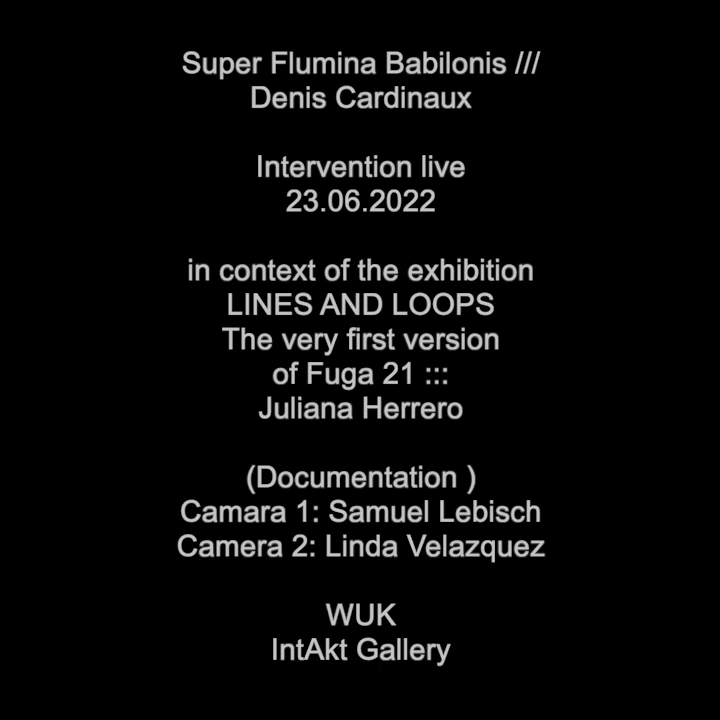 Super Flumina Babilonis ///
Denis Cardinaux
Intervention live
23.06.2022
in context of the exhibition
LINES AND LOOPS
The very first version
of Fuga 21 :::
Juliana Herrero
(Documentation )
Camara 1: Samuel Lebisch
Camera 2: Linda Velazquez
WUK
IntAkt Gallery